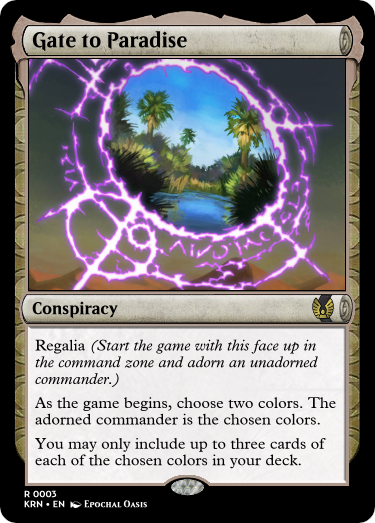 Gate to Paradise
Conspiracy
Regalia (Start the game with this face up in
the command zone and adorn an unadorned
commander.)
As the game begins, choose two colors. The
adorned commander is the chosen colors.
You may only include up to three cards of
each of the chosen colors in your deck.
R 0003
KRN • EN Epochal Oasis